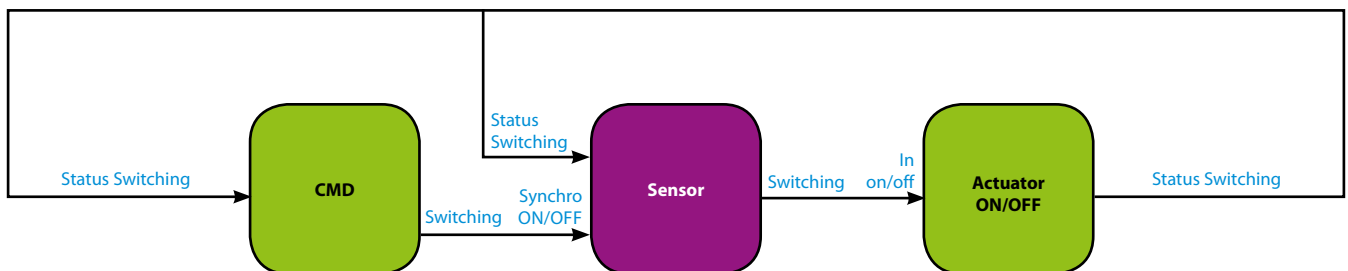 Status Switching
CMD
Switching
Synchro
ON/OFF
Status
Switching
Sensor
Switching
In
on/off
Actuator
ON/OFF
Status Switching